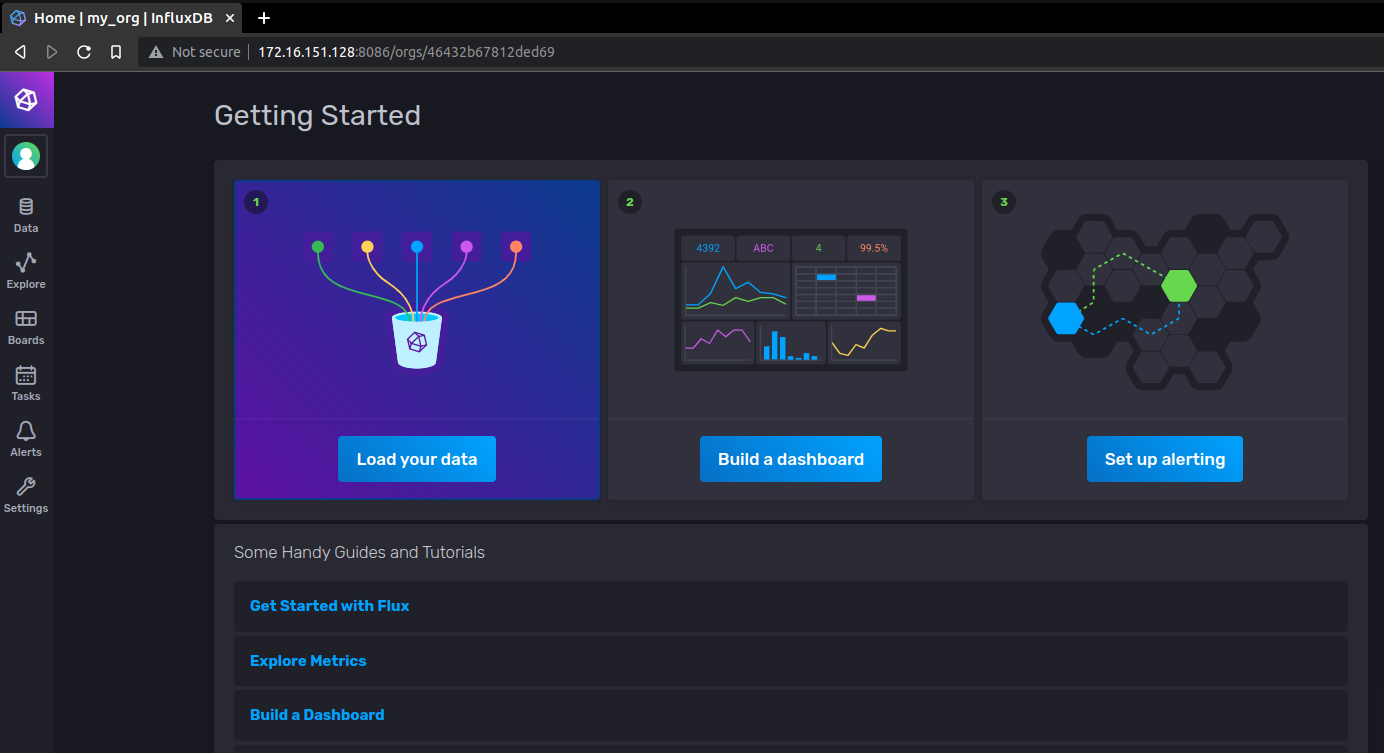 Home | my_org | InfluxDB
Not secure | 172.16.151.128:8086/orgs/46432b67812ded69
Getting Started
Data
Explore
Boards
Tasks
Alerts
Settings
1
Load your data
2
4392 ABC 4 99.5%
Build a dashboard
3
Set up alerting
Some Handy Guides and Tutorials
Get Started with Flux
Explore Metrics
Build a Dashboard